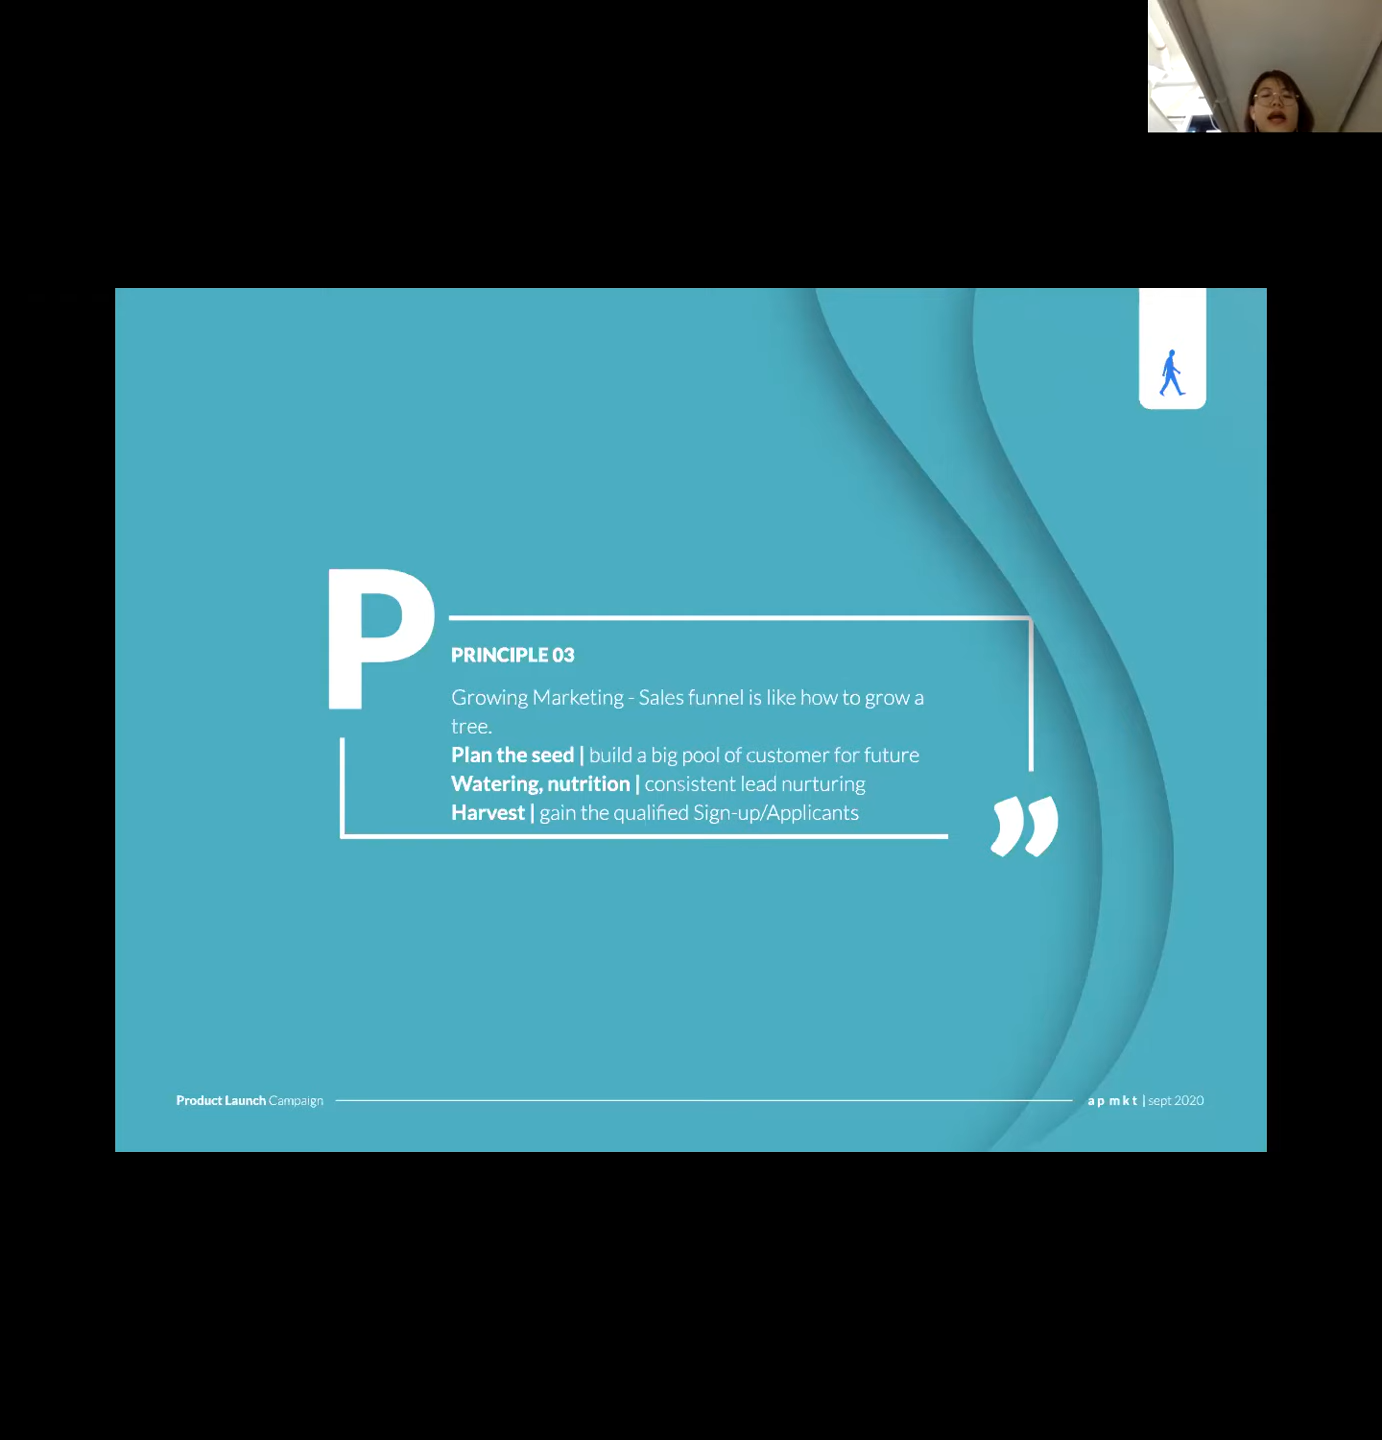 P
PRINCIPLE 03
Growing Marketing - Sales funnel is like how to grow a
tree.
Plan the seed | build a big pool of customer for future
Watering, nutrition | consistent lead nurturing
Harvest | gain the qualified Sign-up/Applicants
”
Product Launch Campaign
ap mkt | sept 2020